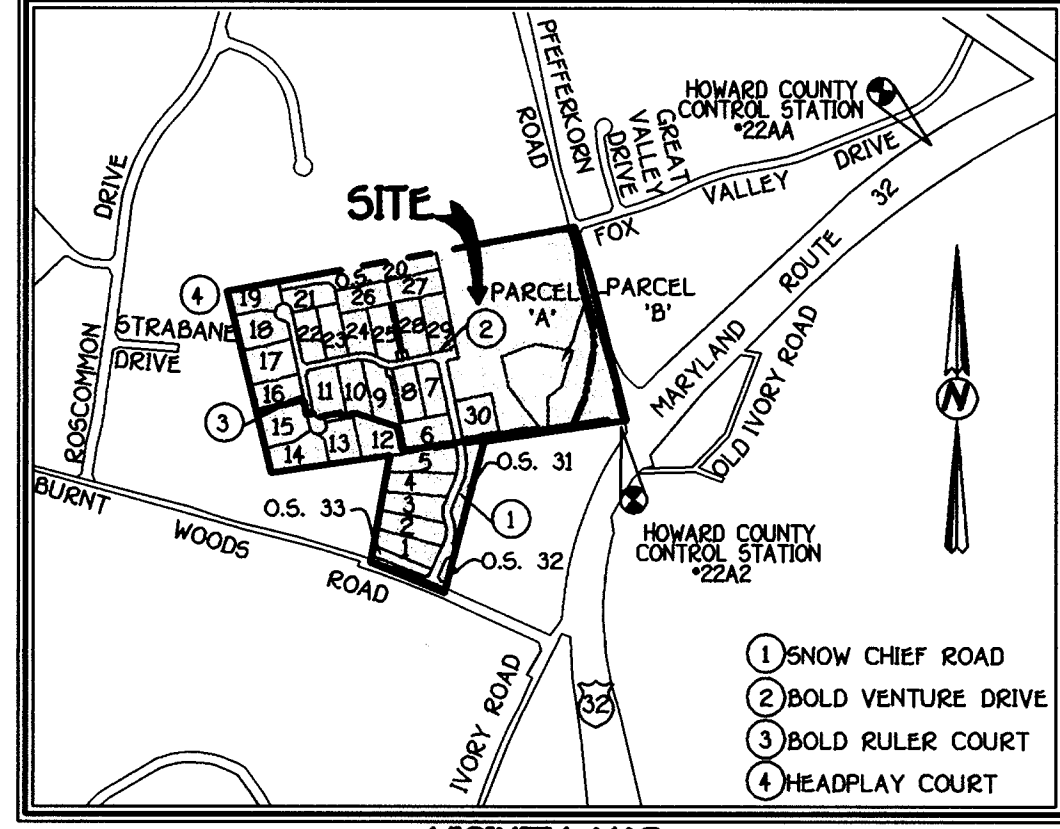 PFEFFERKORN
ROAD
HOWARD COUNTY
CONTROL STATION
•22AA
GREAT
VALLEY
DRIVE
FOX
VALLEY
DRIVE
MARYLAND
ROUTE
32
DRIVE
ROSCOMMON
STRABANE
DRIVE
SITE
PARCEL
'A'
PARCEL
'B'
4
19
21
O.S. 20
26
27
18
22
23
24
25
28
29
2
17
16
11
10
9
8
7
3
15
14
13
12
6
30
5
4
3
2
1
O.S. 31
O.S. 33
1
O.S. 32
BURNT
WOODS
ROAD
OLD IVORY ROAD
HOWARD COUNTY
CONTROL STATION
•22A2
IVORY ROAD
32
N
1 SNOW CHIEF ROAD
2 BOLD VENTURE DRIVE
3 BOLD RULER COURT
4 HEADPLAY COURT